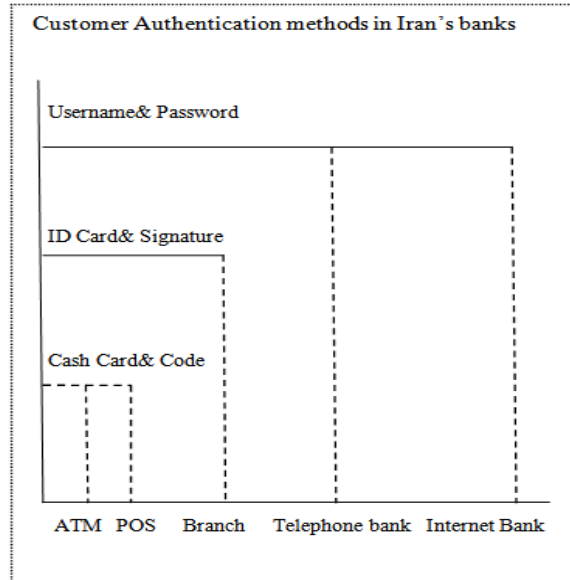 Customer Authentication methods in Iran's banks
Username& Password
ID Card& Signature
Cash Card& Code
ATM POS Branch Telephone bank Internet Bank